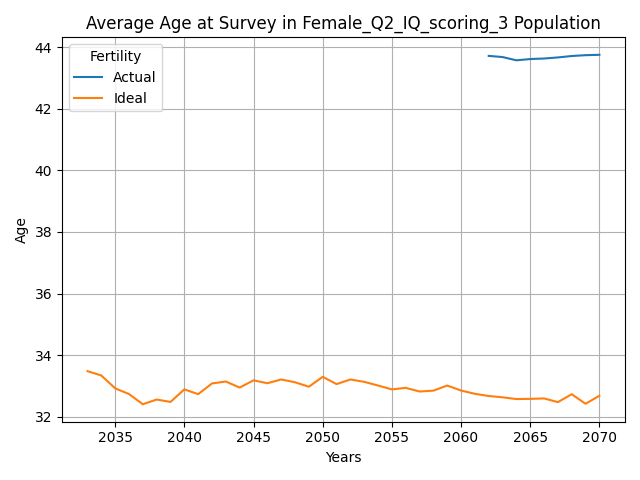 Average Age at Survey in Female_Q2_IQ_scoring_3 Population
Fertility
Actual
Ideal
Age
44
42
40
38
36
34
32
2035 2040 2045 2050 2055 2060 2065 2070
Years